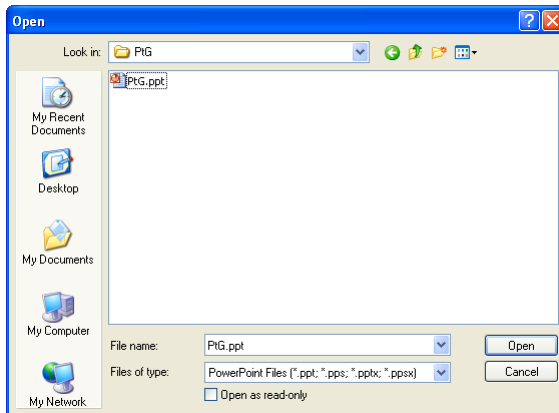 Open
Look in:
PtG
PtG.ppt
My Recent
Documents
Desktop
My Documents
My Computer
My Network
File name:
PtG.ppt
Open
Files of type:
PowerPoint Files (*.ppt; *.pps; *.pptx; *.ppsx)
Cancel
Open as read-only